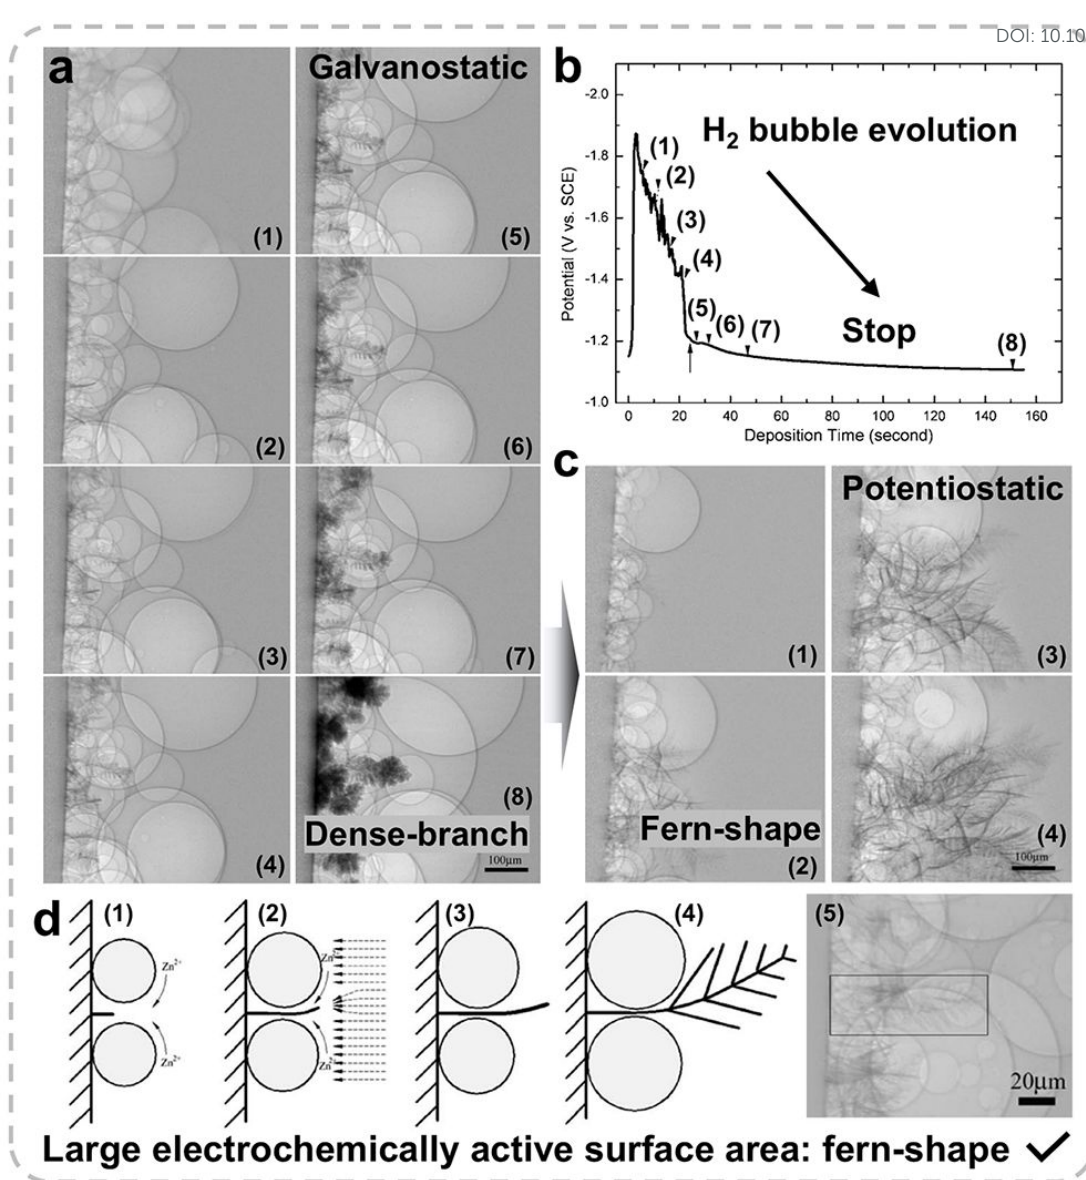 DOI: 10.10
a
Galvanostatic
(1)
(5)
(2)
(6)
(3)
(7)
(4)
(8)
Dense-branch
100μm
b
-2.0
-1.8
-1.6
-1.4
-1.2
-1.0
Potential (V vs. SCE)
H₂ bubble evolution
Stop
(1)
(2)
(3)
(4)
(5)
(6)
(7)
(8)
0 20 40 60 80 100 120 140 160
Deposition Time (second)
c
Potentiostatic
(1)
(3)
Fern-shape
(2)
(4)
100μm
d
(1)
Zn²⁺
Zn²⁺
(2)
Zn²⁺
Zn²⁺
(3)
(4)
(5)
20μm
Large electrochemically active surface area: fern-shape ✓